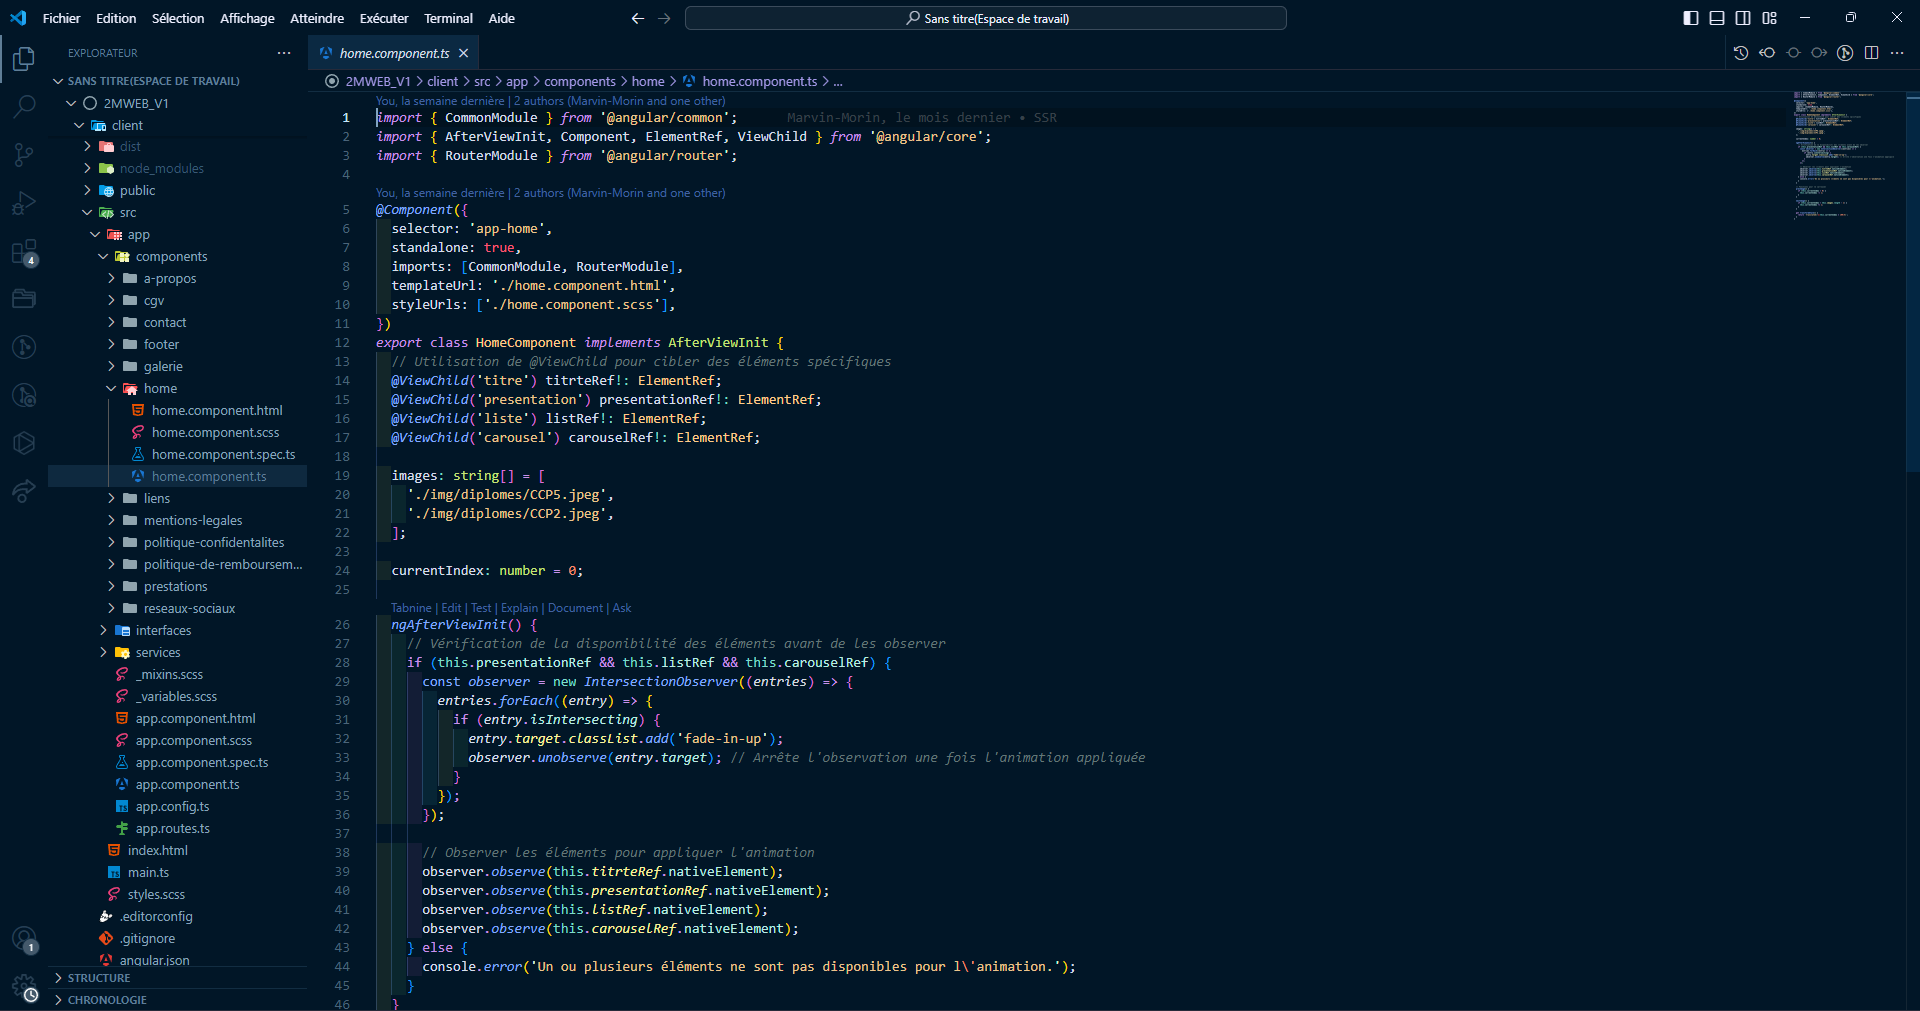 Fichier Edition Sélection Affichage Atteindre Exécuter Terminal Aide
Sans titre(Espace de travail)
EXPLORATEUR
SANS TITRE(ESPACE DE TRAVAIL)
2MWEB_V1
client
dist
node_modules
public
src
app
components
a-propos
cgv
contact
footer
galerie
home
home.component.html
home.component.scss
home.component.spec.ts
home.component.ts
liens
mentions-legales
politique-confidentalites
politique-de-remboursem...
prestations
reseaux-sociaux
interfaces
services
_mixins.scss
_variables.scss
app.component.html
app.component.scss
app.component.spec.ts
app.component.ts
app.config.ts
app.routes.ts
index.html
main.ts
styles.scss
.editorconfig
.gitignore
angular.json
STRUCTURE
CHRONOLOGIE
4
1
home.component.ts
2MWEB_V1 > client > src > app > components > home > home.component.ts > ...
You, la semaine dernière | 2 authors (Marvin-Morin and one other)
1 import { CommonModule } from '@angular/common'; Marvin-Morin, le mois dernier • SSR
2 import { AfterViewInit, Component, ElementRef, ViewChild } from '@angular/core';
3 import { RouterModule } from '@angular/router';
4
You, la semaine dernière | 2 authors (Marvin-Morin and one other)
5 @Component({
6 selector: 'app-home',
7 standalone: true,
8 imports: [CommonModule, RouterModule],
9 templateUrl: './home.component.html',
10 styleUrls: ['./home.component.scss'],
11 })
12 export class HomeComponent implements AfterViewInit {
13 // Utilisation de @ViewChild pour cibler des éléments spécifiques
14 @ViewChild('titre') titrteRef!: ElementRef;
15 @ViewChild('presentation') presentationRef!: ElementRef;
16 @ViewChild('liste') listRef!: ElementRef;
17 @ViewChild('carousel') carouselRef!: ElementRef;
18
19 images: string[] = [
20 './img/diplomes/CCP5.jpeg',
21 './img/diplomes/CCP2.jpeg',
22 ];
23
24 currentIndex: number = 0;
25
Tabnine | Edit | Test | Explain | Document | Ask
26 ngAfterViewInit() {
27 // Vérification de la disponibilité des éléments avant de les observer
28 if (this.presentationRef && this.listRef && this.carouselRef) {
29 const observer = new IntersectionObserver((entries) => {
30 entries.forEach((entry) => {
31 if (entry.isIntersecting) {
32 entry.target.classList.add('fade-in-up');
33 observer.unobserve(entry.target); // Arrête l'observation une fois l'animation appliquée
34 }
35 });
36 });
37
38 // Observer les éléments pour appliquer l'animation
39 observer.observe(this.titrteRef.nativeElement);
40 observer.observe(this.presentationRef.nativeElement);
41 observer.observe(this.listRef.nativeElement);
42 observer.observe(this.carouselRef.nativeElement);
43 } else {
44 console.error('Un ou plusieurs éléments ne sont pas disponibles pour l\'animation.');
45 }
46 }